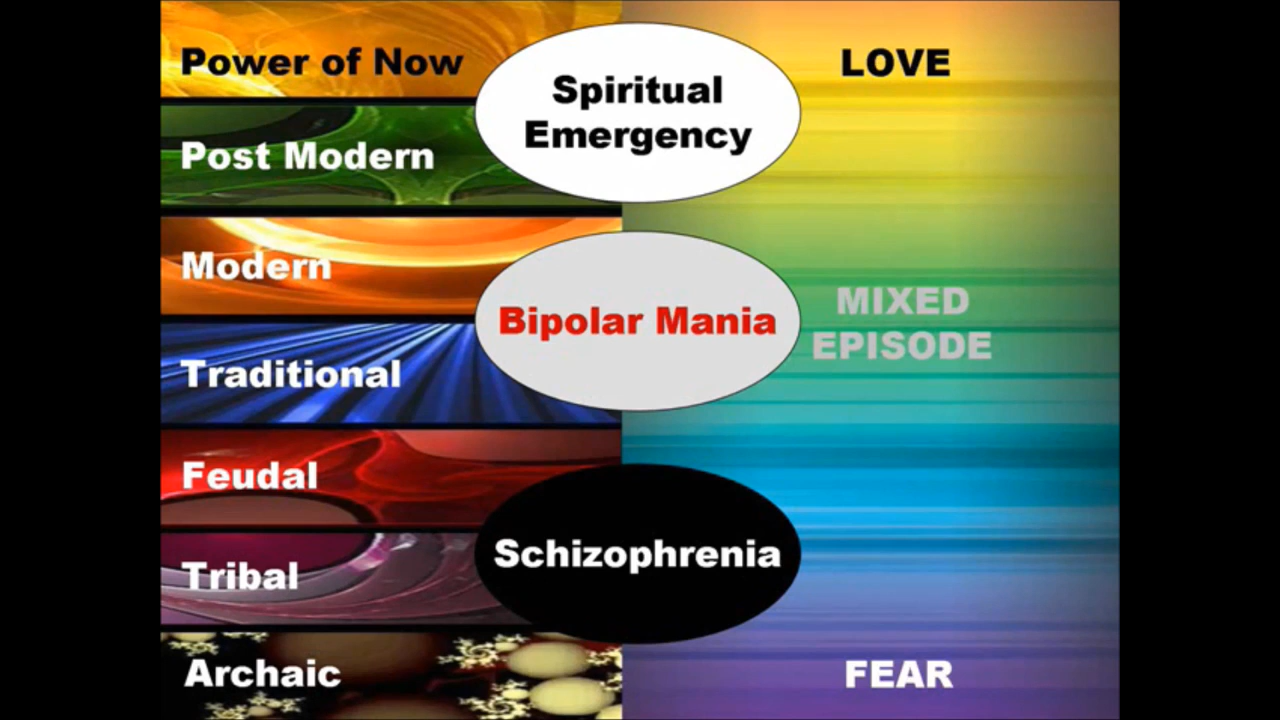 Power of Now
Post Modern
Modern
Traditional
Feudal
Tribal
Archaic
Spiritual
Emergency
Bipolar Mania
Schizophrenia
LOVE
MIXED
EPISODE
FEAR